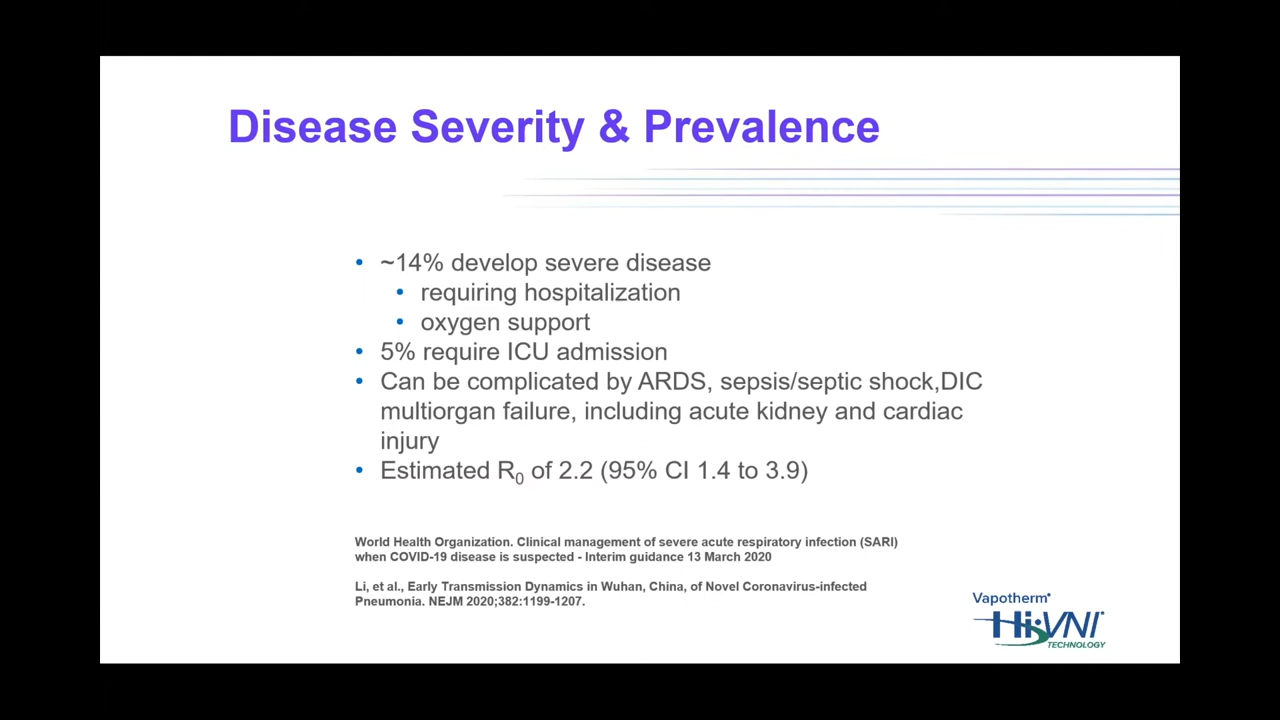 Disease Severity & Prevalence
• ~14% develop severe disease
• requiring hospitalization
• oxygen support
• 5% require ICU admission
• Can be complicated by ARDS, sepsis/septic shock,DIC
multiorgan failure, including acute kidney and cardiac
injury
• Estimated R₀ of 2.2 (95% CI 1.4 to 3.9)
World Health Organization. Clinical management of severe acute respiratory infection (SARI)
when COVID-19 disease is suspected - Interim guidance 13 March 2020
Li, et al., Early Transmission Dynamics in Wuhan, China, of Novel Coronavirus-infected
Pneumonia. NEJM 2020;382:1199-1207.
Vapotherm®
Hi-VNI®
TECHNOLOGY